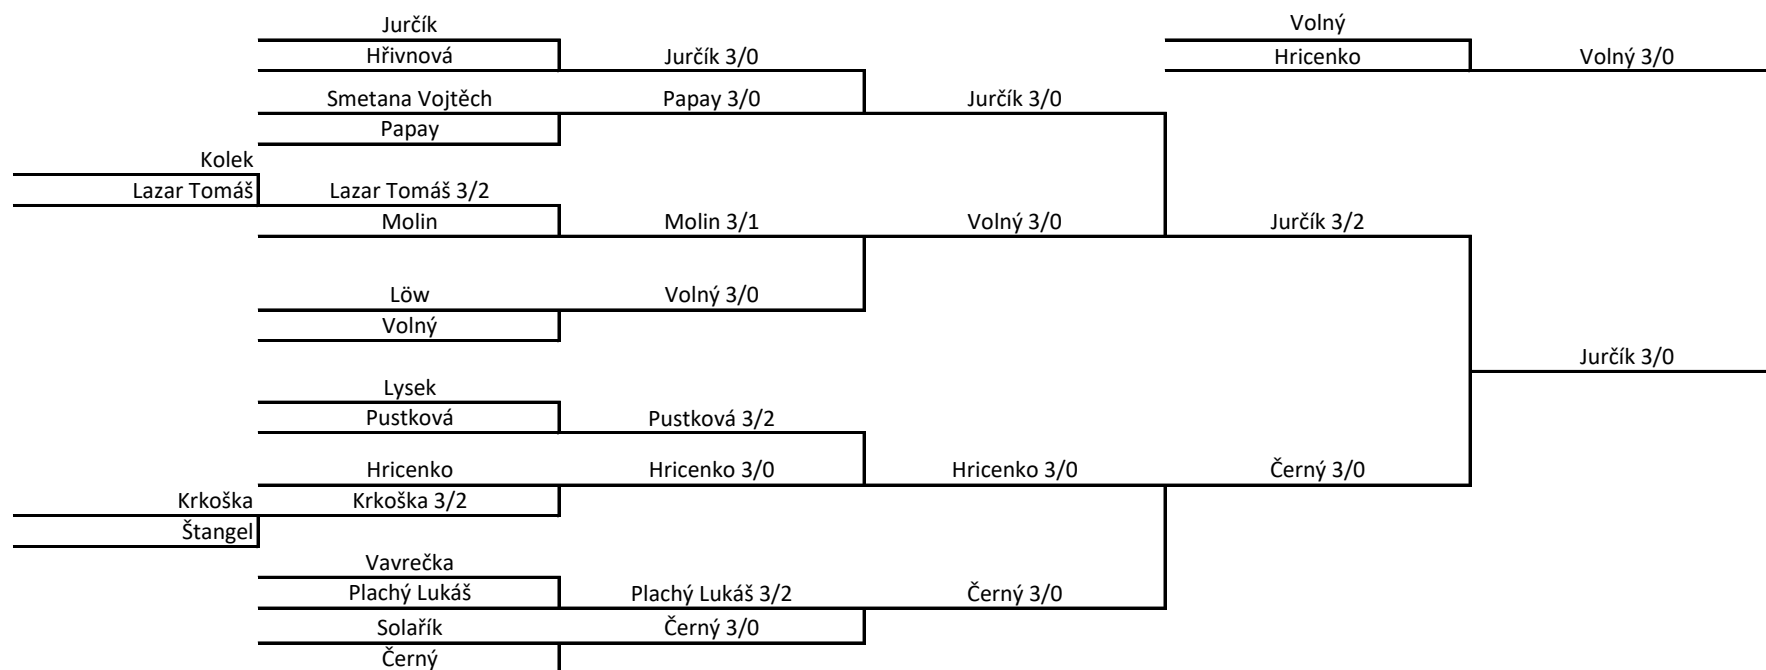 Jurčík Volný
Hřivnová Jurčík 3/0 Hricenko Volný 3/0
Smetana Vojtěch Papay 3/0 Jurčík 3/0
Papay
Kolek
Lazar Tomáš Lazar Tomáš 3/2
Molin Molin 3/1 Volný 3/0 Jurčík 3/2
Löw Volný 3/0
Volný
Jurčík 3/0
Lysek
Pustková Pustková 3/2
Hricenko Hricenko 3/0 Hricenko 3/0 Černý 3/0
Krkoška Krkoška 3/2
Štangel
Vavrečka
Plachý Lukáš Plachý Lukáš 3/2 Černý 3/0
Solařík Černý 3/0
Černý